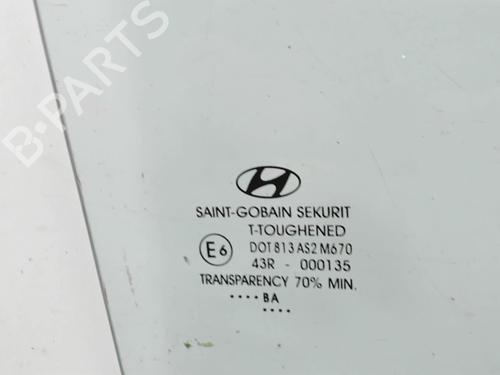 B-PARTS
SAINT-GOBAIN SEKURIT
T-TOUGHENED
E6 DOT 813 AS2 M670
43R - 000135
TRANSPARENCY 70% MIN.
.... BA
....